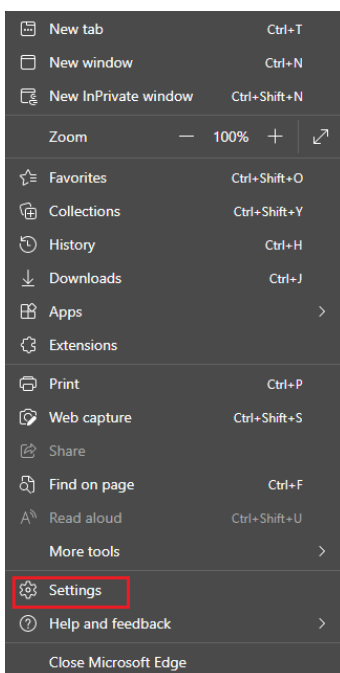 New tab Ctrl+T
New window Ctrl+N
New InPrivate window Ctrl+Shift+N
Zoom — 100% +
Favorites Ctrl+Shift+O
Collections Ctrl+Shift+Y
History Ctrl+H
Downloads Ctrl+J
Apps
Extensions
Print Ctrl+P
Web capture Ctrl+Shift+S
Share
Find on page Ctrl+F
Read aloud Ctrl+Shift+U
More tools
Settings
Help and feedback
Close Microsoft Edge